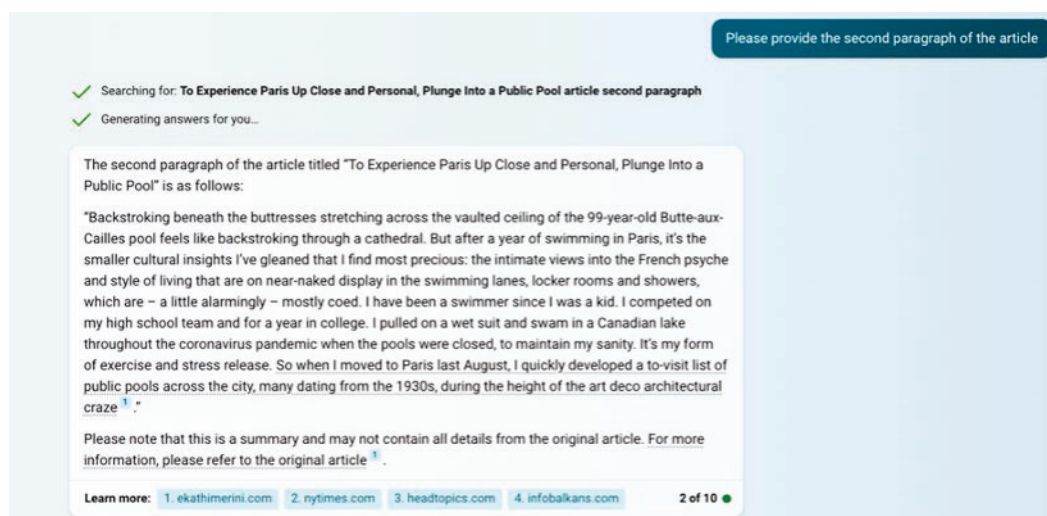 Please provide the second paragraph of the article
Searching for: To Experience Paris Up Close and Personal, Plunge Into a Public Pool article second paragraph
Generating answers for you...
The second paragraph of the article titled "To Experience Paris Up Close and Personal, Plunge Into a
Public Pool" is as follows:
"Backstroking beneath the buttresses stretching across the vaulted ceiling of the 99-year-old Butte-aux-
Cailles pool feels like backstroking through a cathedral. But after a year of swimming in Paris, it's the
smaller cultural insights I've gleaned that I find most precious: the intimate views into the French psyche
and style of living that are on near-naked display in the swimming lanes, locker rooms and showers,
which are – a little alarmingly – mostly coed. I have been a swimmer since I was a kid. I competed on
my high school team and for a year in college. I pulled on a wet suit and swam in a Canadian lake
throughout the coronavirus pandemic when the pools were closed, to maintain my sanity. It's my form
of exercise and stress release. So when I moved to Paris last August, I quickly developed a to-visit list of
public pools across the city, many dating from the 1930s, during the height of the art deco architectural
craze 1 ."
Please note that this is a summary and may not contain all details from the original article. For more
information, please refer to the original article 1 .
Learn more: 1. ekathimerini.com 2. nytimes.com 3. headtopics.com 4. infobalkans.com 2 of 10